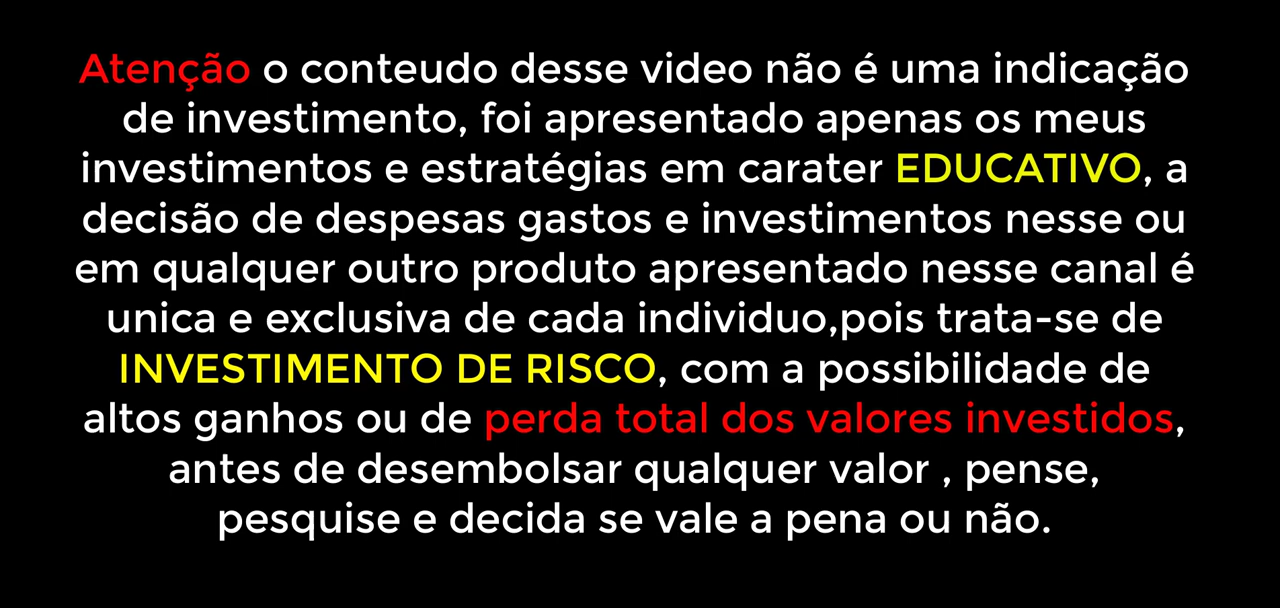 Atenção o conteudo desse video não é uma indicação
de investimento, foi apresentado apenas os meus
investimentos e estratégias em carater EDUCATIVO, a
decisão de despesas gastos e investimentos nesse ou
em qualquer outro produto apresentado nesse canal é
unica e exclusiva de cada individuo,pois trata-se de
INVESTIMENTO DE RISCO, com a possibilidade de
altos ganhos ou de perda total dos valores investidos,
antes de desembolsar qualquer valor , pense,
pesquise e decida se vale a pena ou não.